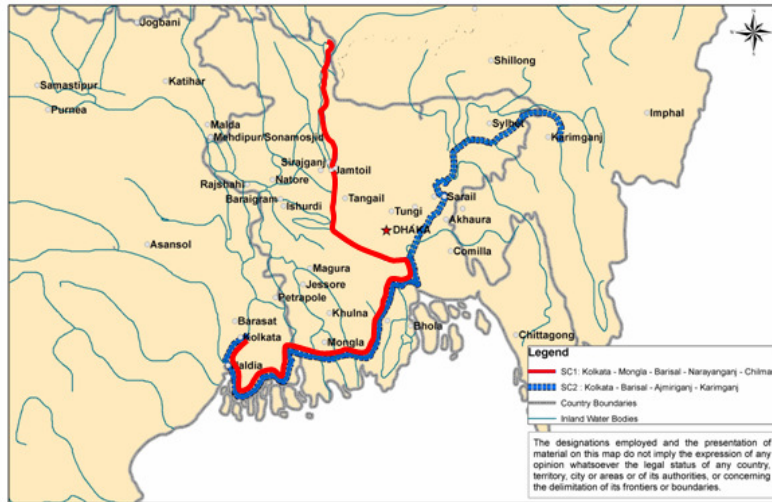 Jogbani
Shillong
Samastipur
Katihar
Purnea
Imphal
Malda
Sylhet
Mehdipur/Sonamosjid
Karimganj
Sirajganj
Jamtoil
Natore
Rajshahi
Tangail
Sarail
Baraigram
Ishurdi
Tungi
Akhaura
DHAKA
Asansol
Comilla
Magura
Jessore
Petrapole
Khulna
Barasat
Bhola
Kolkata
Mongla
Chittagong
Haldia
Legend
SC1: Kolkata - Mongla - Barisal - Narayanganj - Chilma
SC2 : Kolkata - Barisal - Ajmiriganj - Karimganj
Country Boundaries
Inland Water Bodies
The designations employed and the presentation of
material on this map do not imply the expression of any
opinion whatsoever the legal status of any country,
territory, city or areas or of its authorities, or concerning
the delimitation of its frontiers or boundaries.